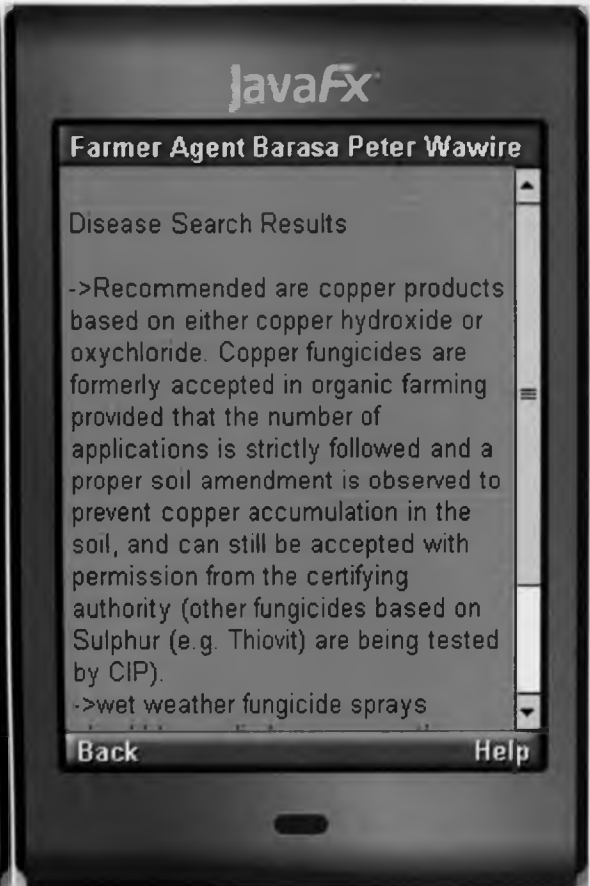 JavaFx
Farmer Agent Barasa Peter Wawire
Disease Search Results
->Recommended are copper products
based on either copper hydroxide or
oxychloride. Copper fungicides are
formerly accepted in organic farming
provided that the number of
applications is strictly followed and a
proper soil amendment is observed to
prevent copper accumulation in the
soil, and can still be accepted with
permission from the certifying
authority (other fungicides based on
Sulphur (e.g. Thiovit) are being tested
by CIP).
->wet weather fungicide sprays
Back Help